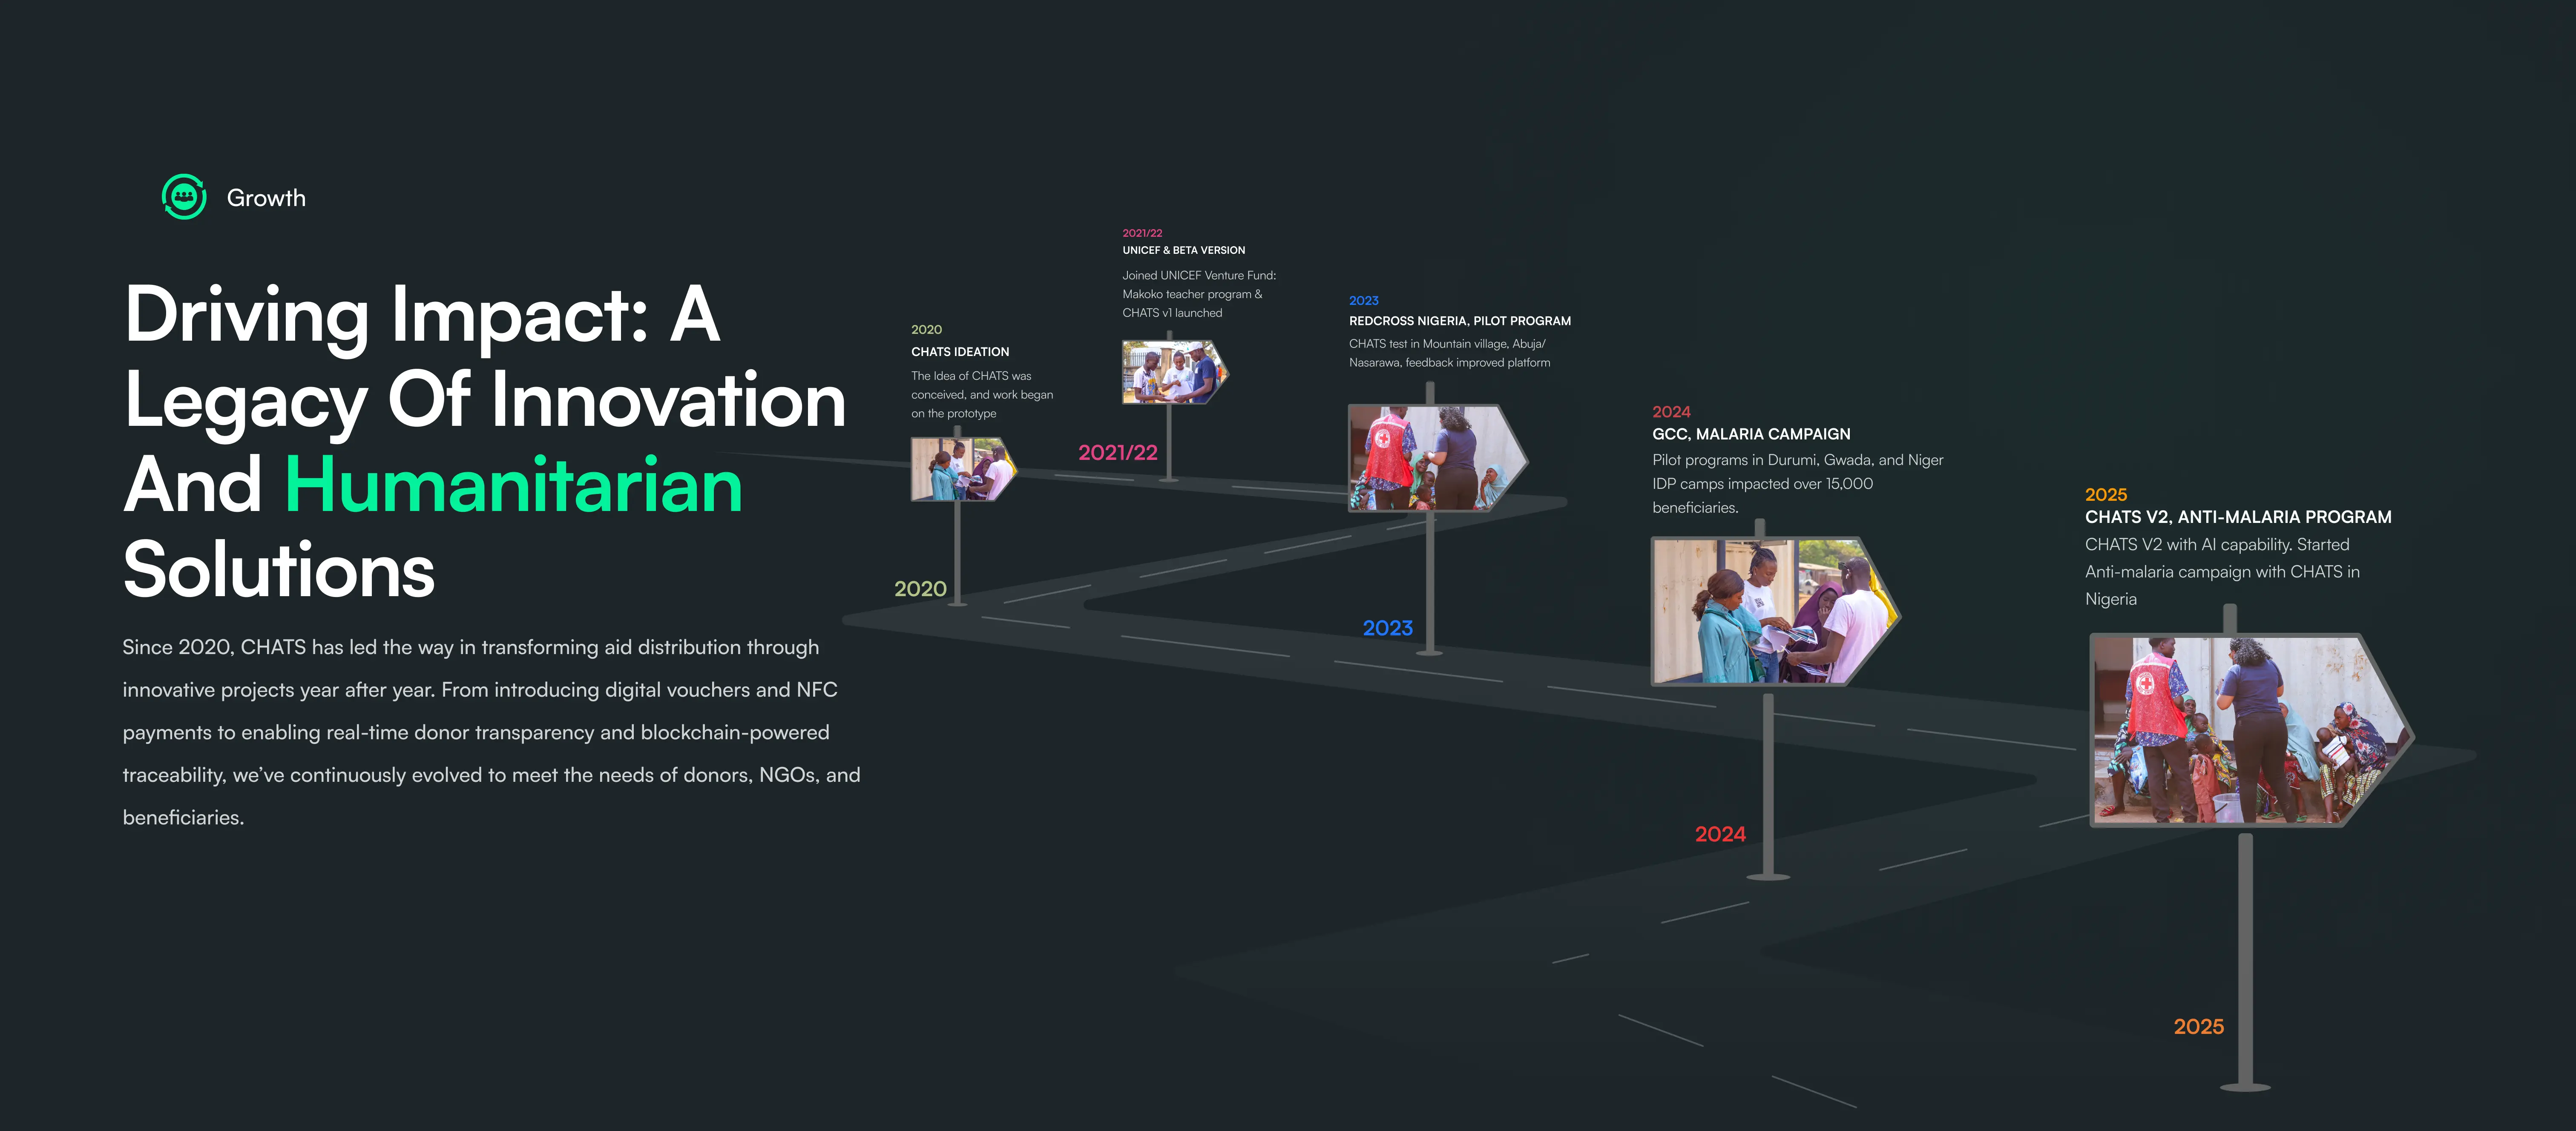 Growth
Driving Impact: A
Legacy Of Innovation
And Humanitarian
Solutions
Since 2020, CHATS has led the way in transforming aid distribution through
innovative projects year after year. From introducing digital vouchers and NFC
payments to enabling real-time donor transparency and blockchain-powered
traceability, we’ve continuously evolved to meet the needs of donors, NGOs, and
beneficiaries.
2020
CHATS IDEATION
The Idea of CHATS was
conceived, and work began
on the prototype
2020
2021/22
UNICEF & BETA VERSION
Joined UNICEF Venture Fund:
Makoko teacher program &
CHATS v1 launched
2021/22
2023
REDCROSS NIGERIA, PILOT PROGRAM
CHATS test in Mountain village, Abuja/
Nasarawa, feedback improved platform
2023
2024
GCC, MALARIA CAMPAIGN
Pilot programs in Durumi, Gwada, and Niger
IDP camps impacted over 15,000
beneficiaries.
2024
2025
CHATS V2, ANTI-MALARIA PROGRAM
CHATS V2 with AI capability. Started
Anti-malaria campaign with CHATS in
Nigeria
2025